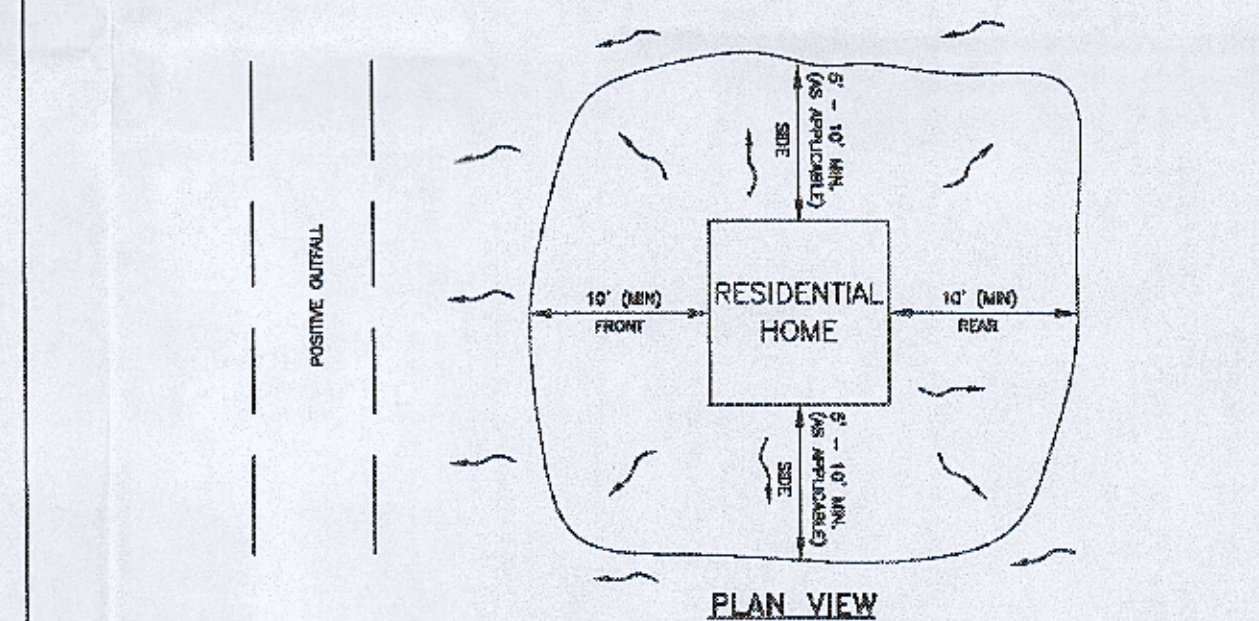 5' - 10' MIN.
(AS APPLICABLE)
SIDE
POSITIVE OUTFALL
10' (MIN)
FRONT
RESIDENTIAL
HOME
10' (MIN)
REAR
5' - 10' MIN.
(AS APPLICABLE)
SIDE
PLAN VIEW